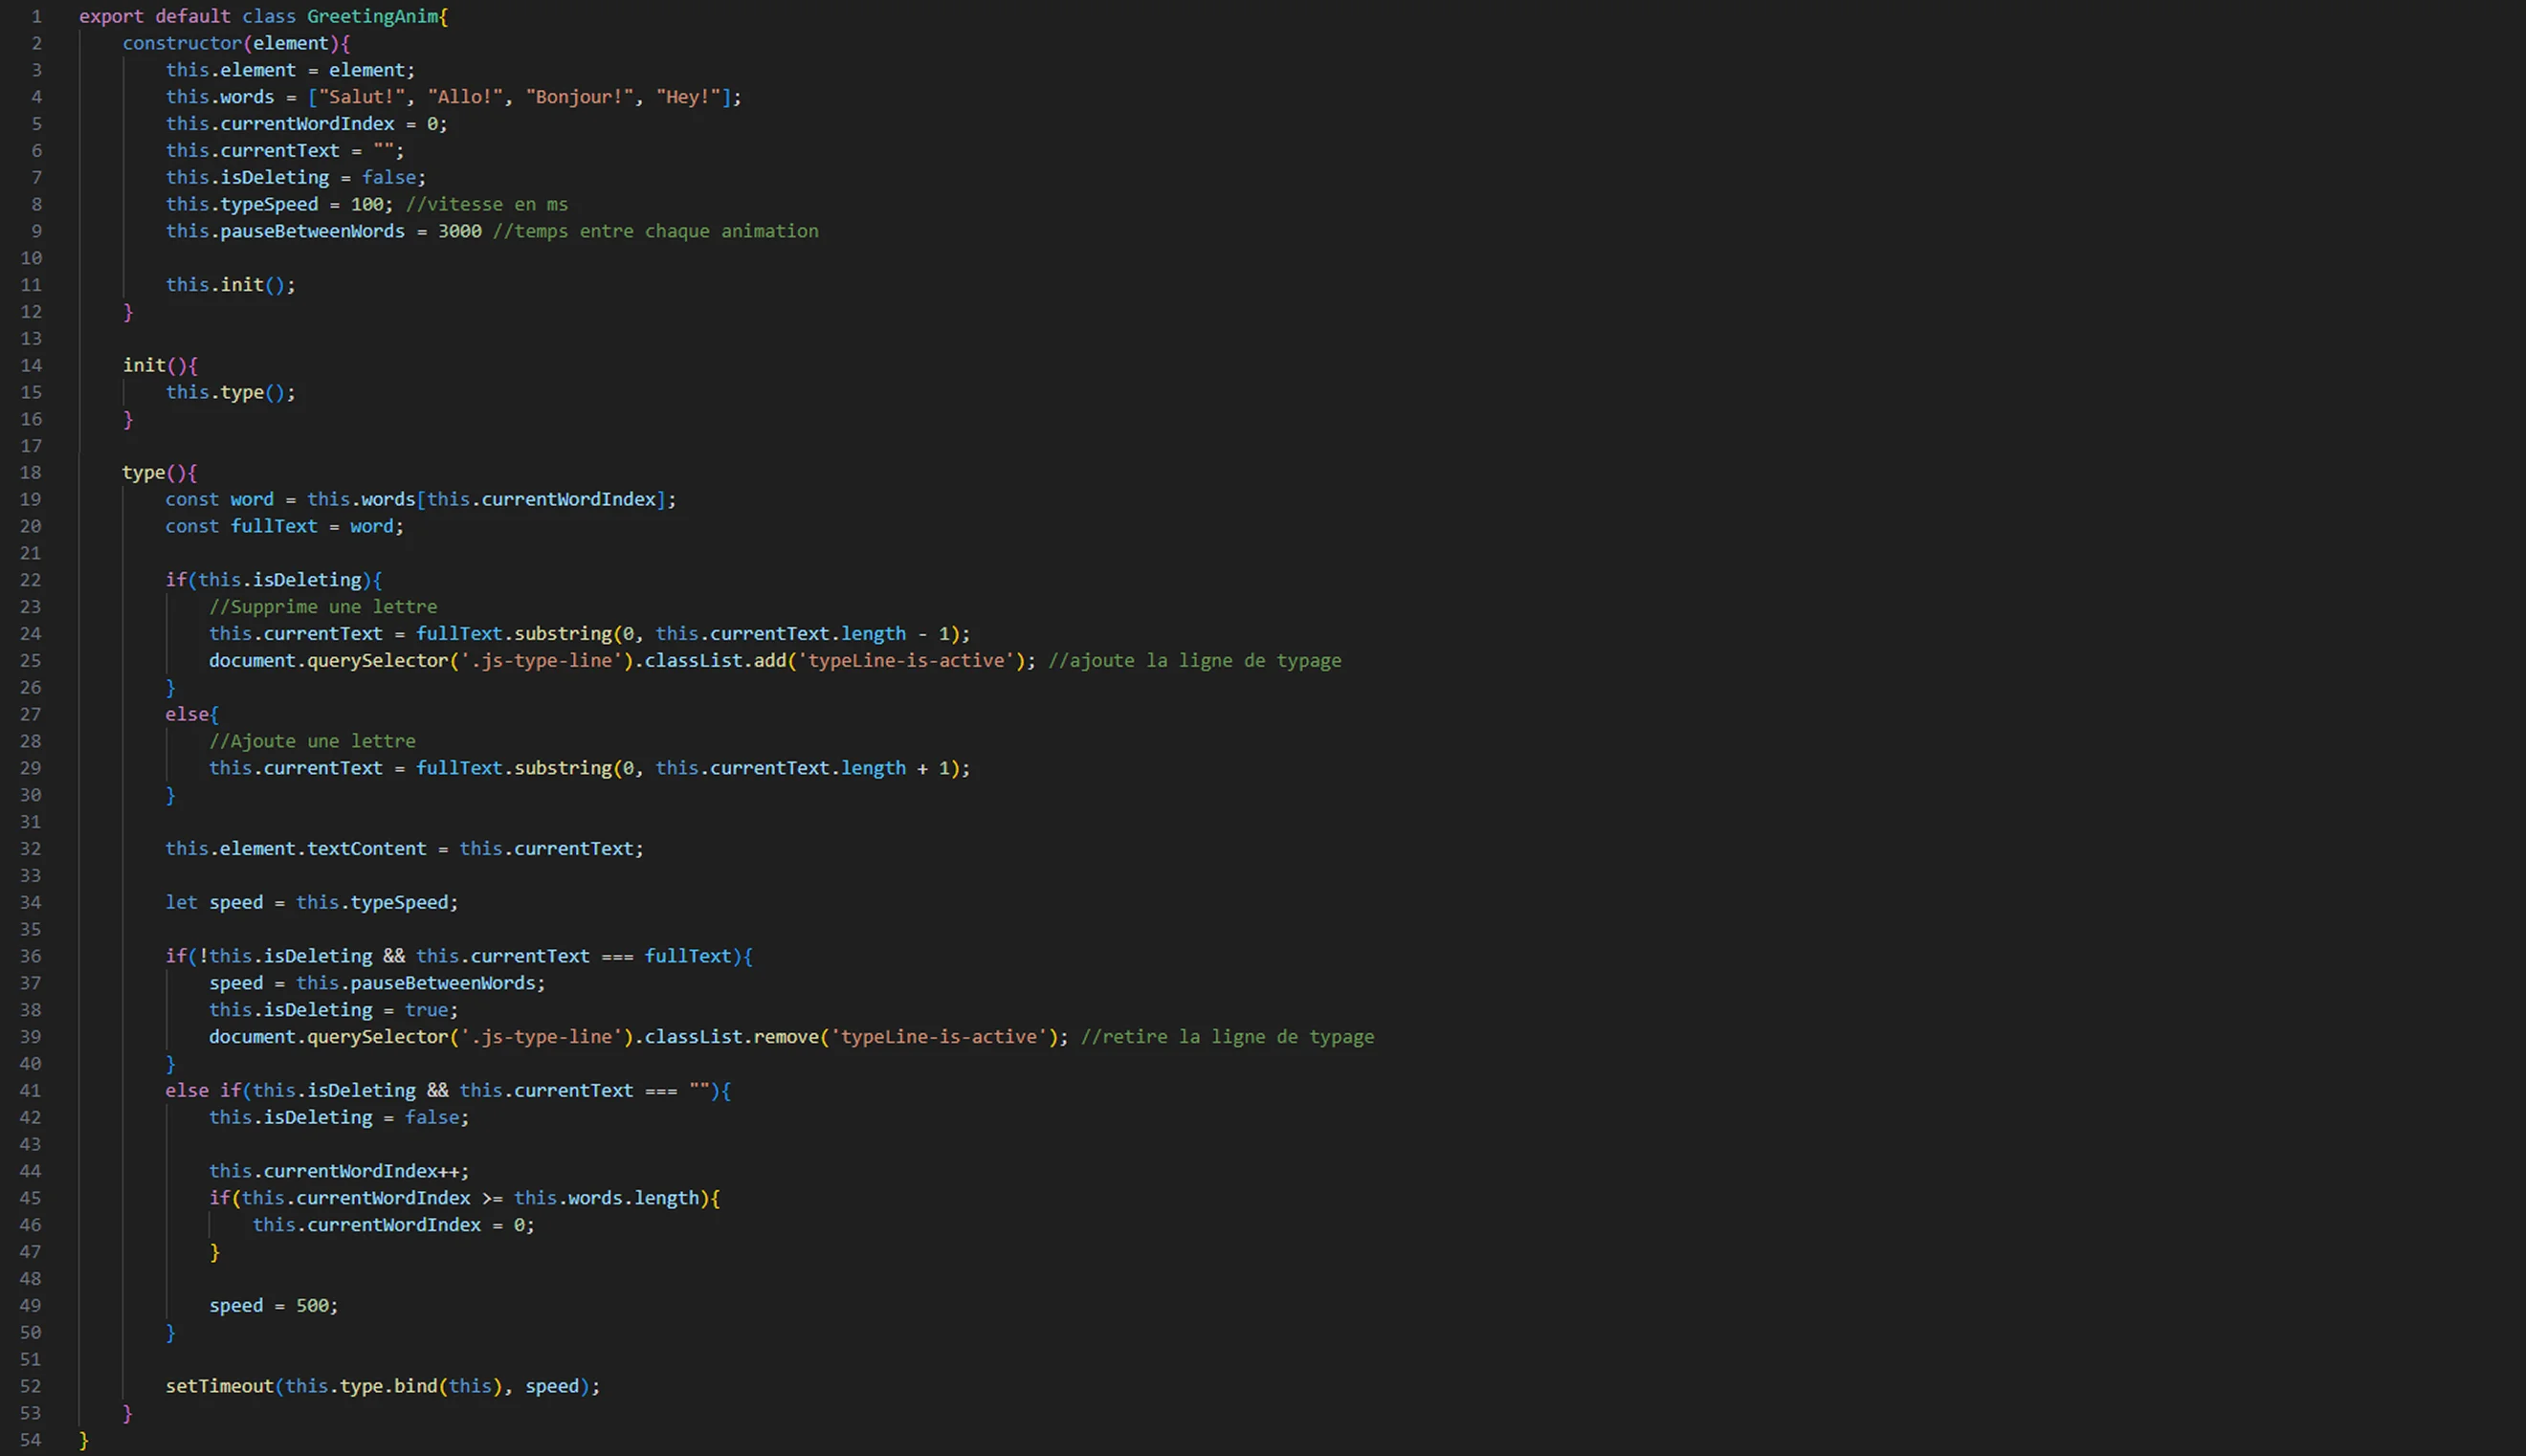 1 export default class GreetingAnim{
2 constructor(element){
3 this.element = element;
4 this.words = ["Salut!", "Allo!", "Bonjour!", "Hey!"];
5 this.currentWordIndex = 0;
6 this.currentText = "";
7 this.isDeleting = false;
8 this.typeSpeed = 100; //vitesse en ms
9 this.pauseBetweenWords = 3000 //temps entre chaque animation
10
11 this.init();
12 }
13
14 init(){
15 this.type();
16 }
17
18 type(){
19 const word = this.words[this.currentWordIndex];
20 const fullText = word;
21
22 if(this.isDeleting){
23 //Supprime une lettre
24 this.currentText = fullText.substring(0, this.currentText.length - 1);
25 document.querySelector('.js-type-line').classList.add('typeLine-is-active'); //ajoute la ligne de typage
26 }
27 else{
28 //Ajoute une lettre
29 this.currentText = fullText.substring(0, this.currentText.length + 1);
30 }
31
32 this.element.textContent = this.currentText;
33
34 let speed = this.typeSpeed;
35
36 if(!this.isDeleting && this.currentText === fullText){
37 speed = this.pauseBetweenWords;
38 this.isDeleting = true;
39 document.querySelector('.js-type-line').classList.remove('typeLine-is-active'); //retire la ligne de typage
40 }
41 else if(this.isDeleting && this.currentText === ""){
42 this.isDeleting = false;
43
44 this.currentWordIndex++;
45 if(this.currentWordIndex >= this.words.length){
46 this.currentWordIndex = 0;
47 }
48
49 speed = 500;
50 }
51
52 setTimeout(this.type.bind(this), speed);
53 }
54 }